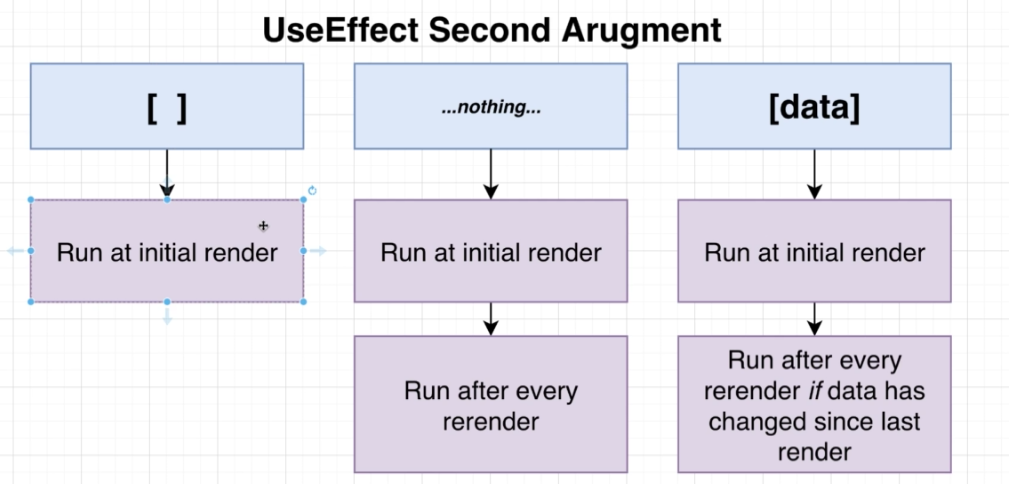 UseEffect Second Arugment
[ ]
...nothing...
[data]
Run at initial render
Run at initial render
Run at initial render
Run after every
rerender
Run after every
rerender if data has
changed since last
render